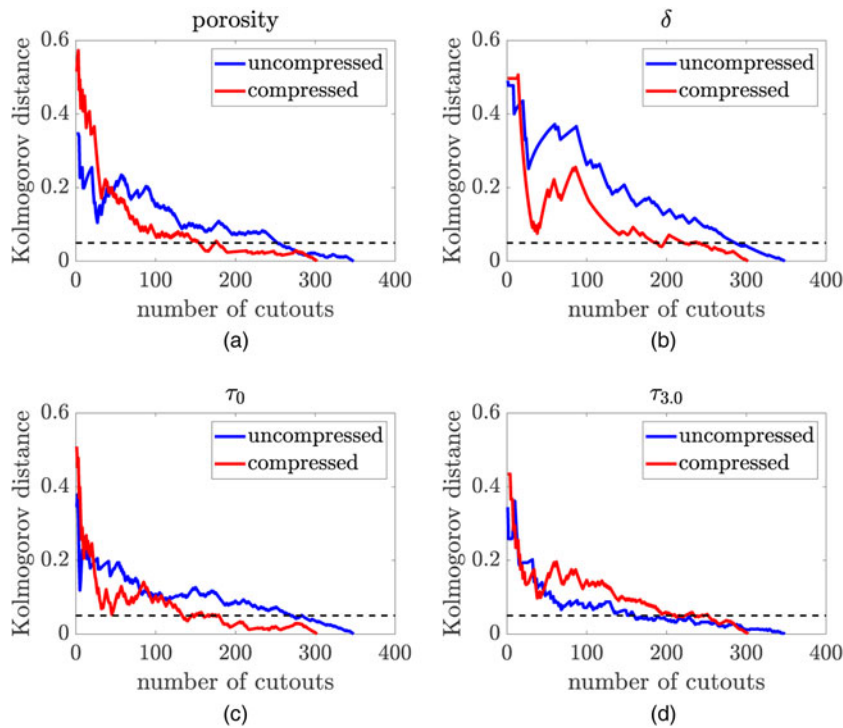 porosity
Kolmogorov distance
0.6
0.4
0.2
0
uncompressed
compressed
0 100 200 300 400
number of cutouts
(a)
δ
Kolmogorov distance
0.6
0.4
0.2
0
uncompressed
compressed
0 100 200 300 400
number of cutouts
(b)
τ0
Kolmogorov distance
0.6
0.4
0.2
0
uncompressed
compressed
0 100 200 300 400
number of cutouts
(c)
τ3.0
Kolmogorov distance
0.6
0.4
0.2
0
uncompressed
compressed
0 100 200 300 400
number of cutouts
(d)